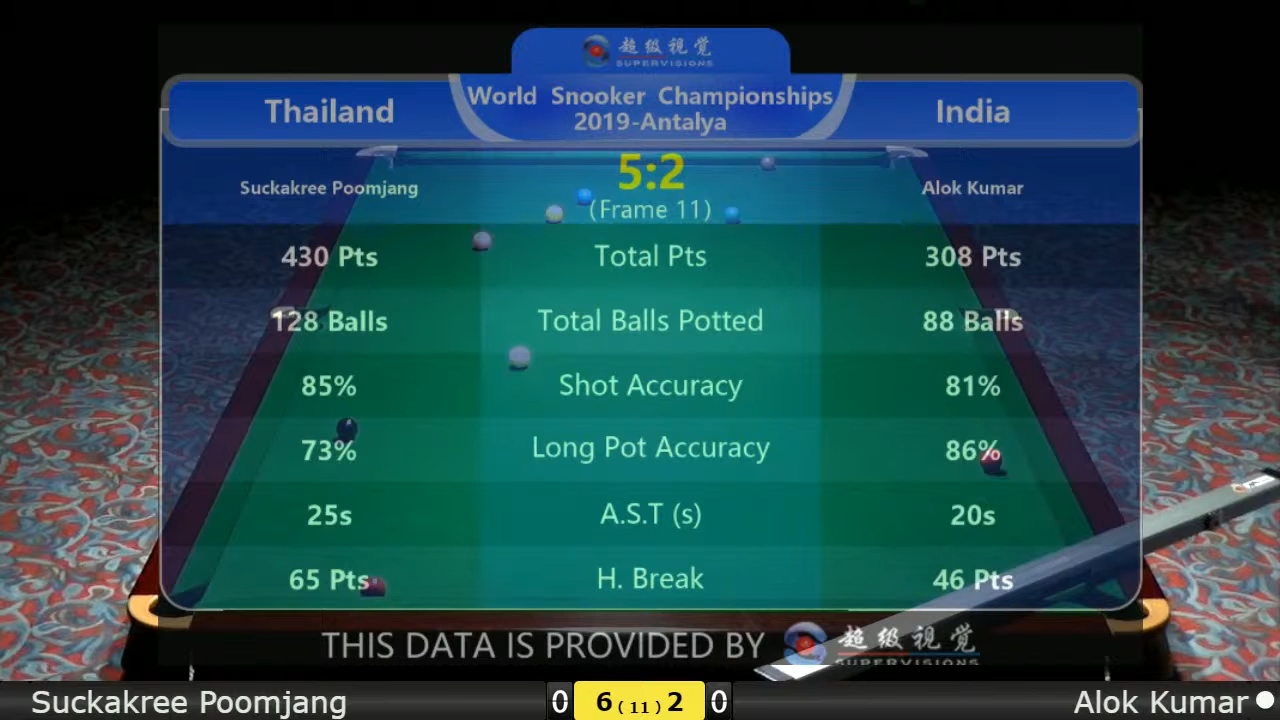 超级视觉
SUPERVISIONS
Thailand
World Snooker Championships
2019-Antalya
India
Suckakree Poomjang
5:2
(Frame 11)
Alok Kumar
430 Pts Total Pts 308 Pts
128 Balls Total Balls Potted 88 Balls
85% Shot Accuracy 81%
73% Long Pot Accuracy 86%
25s A.S.T (s) 20s
65 Pts H. Break 46 Pts
THIS DATA IS PROVIDED BY 超级视觉
SUPERVISIONS
Suckakree Poomjang 0 6 (11) 2 0 Alok Kumar